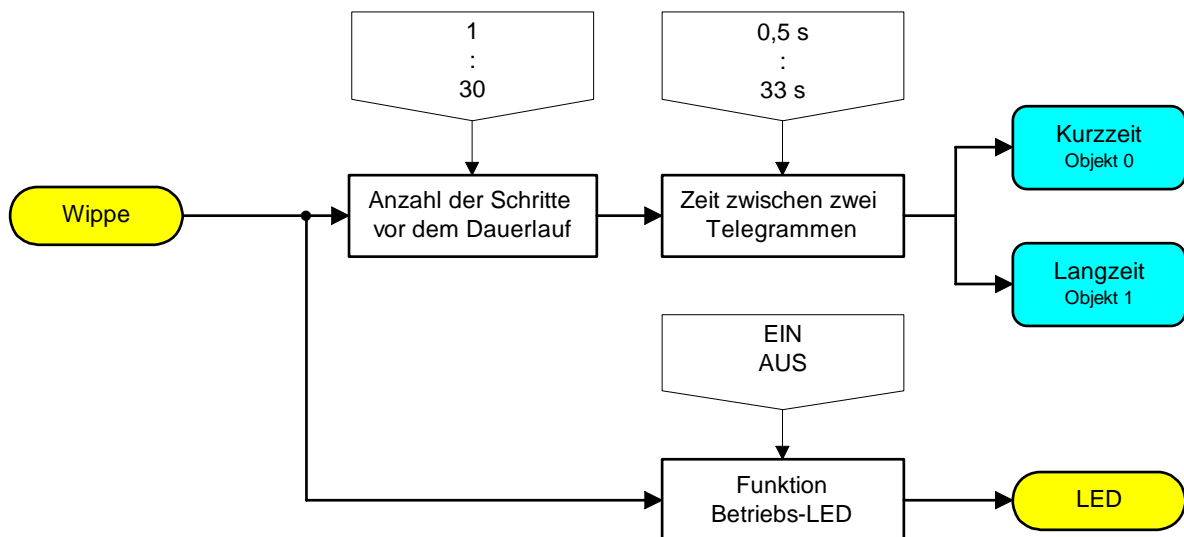 1
:
30
0,5 s
:
33 s
Kurzzeit
Objekt 0
Wippe
Anzahl der Schritte
vor dem Dauerlauf
Zeit zwischen zwei
Telegrammen
Langzeit
Objekt 1
EIN
AUS
Funktion
Betriebs-LED
LED